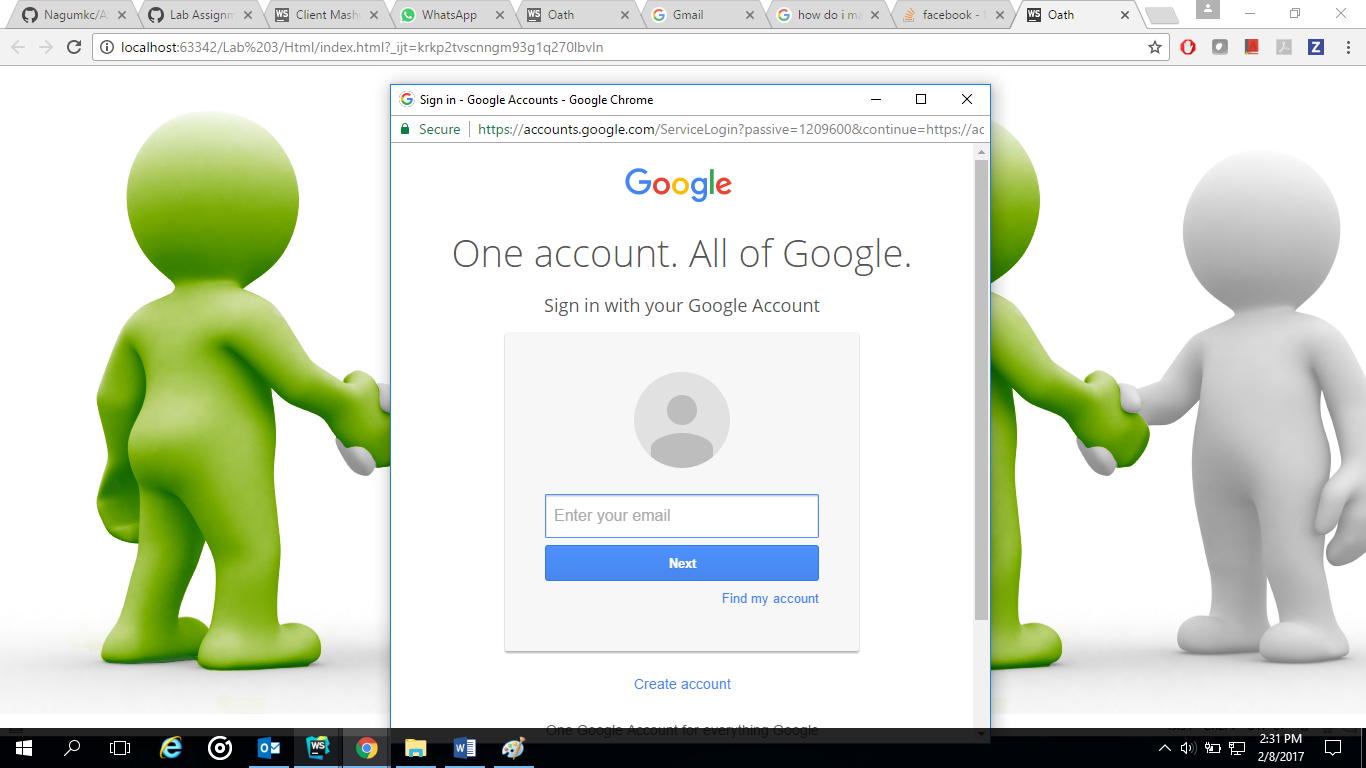 Nagumkc/A
Lab Assignm
Client Mash
WhatsApp
Oath
Gmail
how do i ma
facebook -
Oath
localhost:63342/Lab%203/Html/index.html?_ijt=krkp2tvscnngm93g1q270lbvln
Sign in - Google Accounts - Google Chrome
Secure
https://accounts.google.com/ServiceLogin?passive=1209600&continue=https://ac
Google
One account. All of Google.
Sign in with your Google Account
Enter your email
Next
Find my account
Create account
One Google Account for everything Google
2:31 PM
2/8/2017